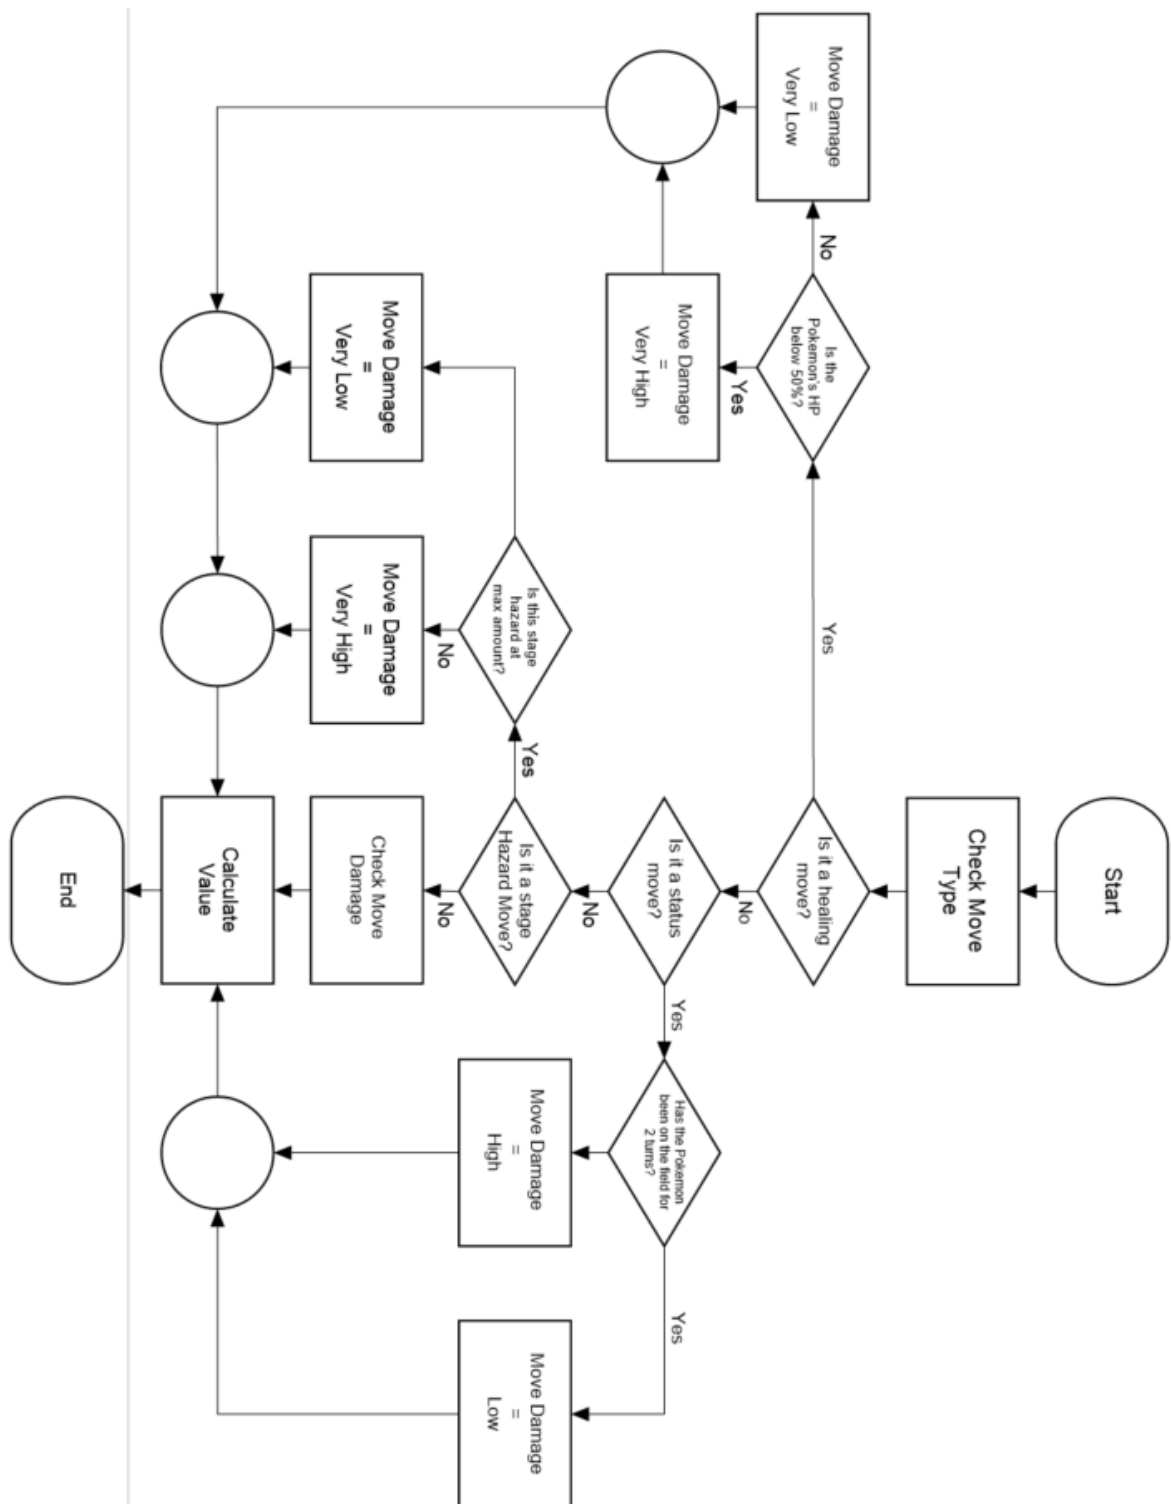 Start
Check Move
Type
Is it a healing
move?
Yes
Is the
Pokemon's HP
below 50%?
No
Move Damage
=
Very Low
Yes
Move Damage
=
Very High
No
Is it a status
move?
Yes
Has the Pokemon
been on the field for
2 turns?
Yes
Move Damage
=
Low
Move Damage
=
High
No
Is it a stage
Hazard Move?
Yes
Is this stage
hazard at
max amount?
Move Damage
=
Very Low
No
Move Damage
=
Very High
No
Check Move
Damage
Calculate
Value
End